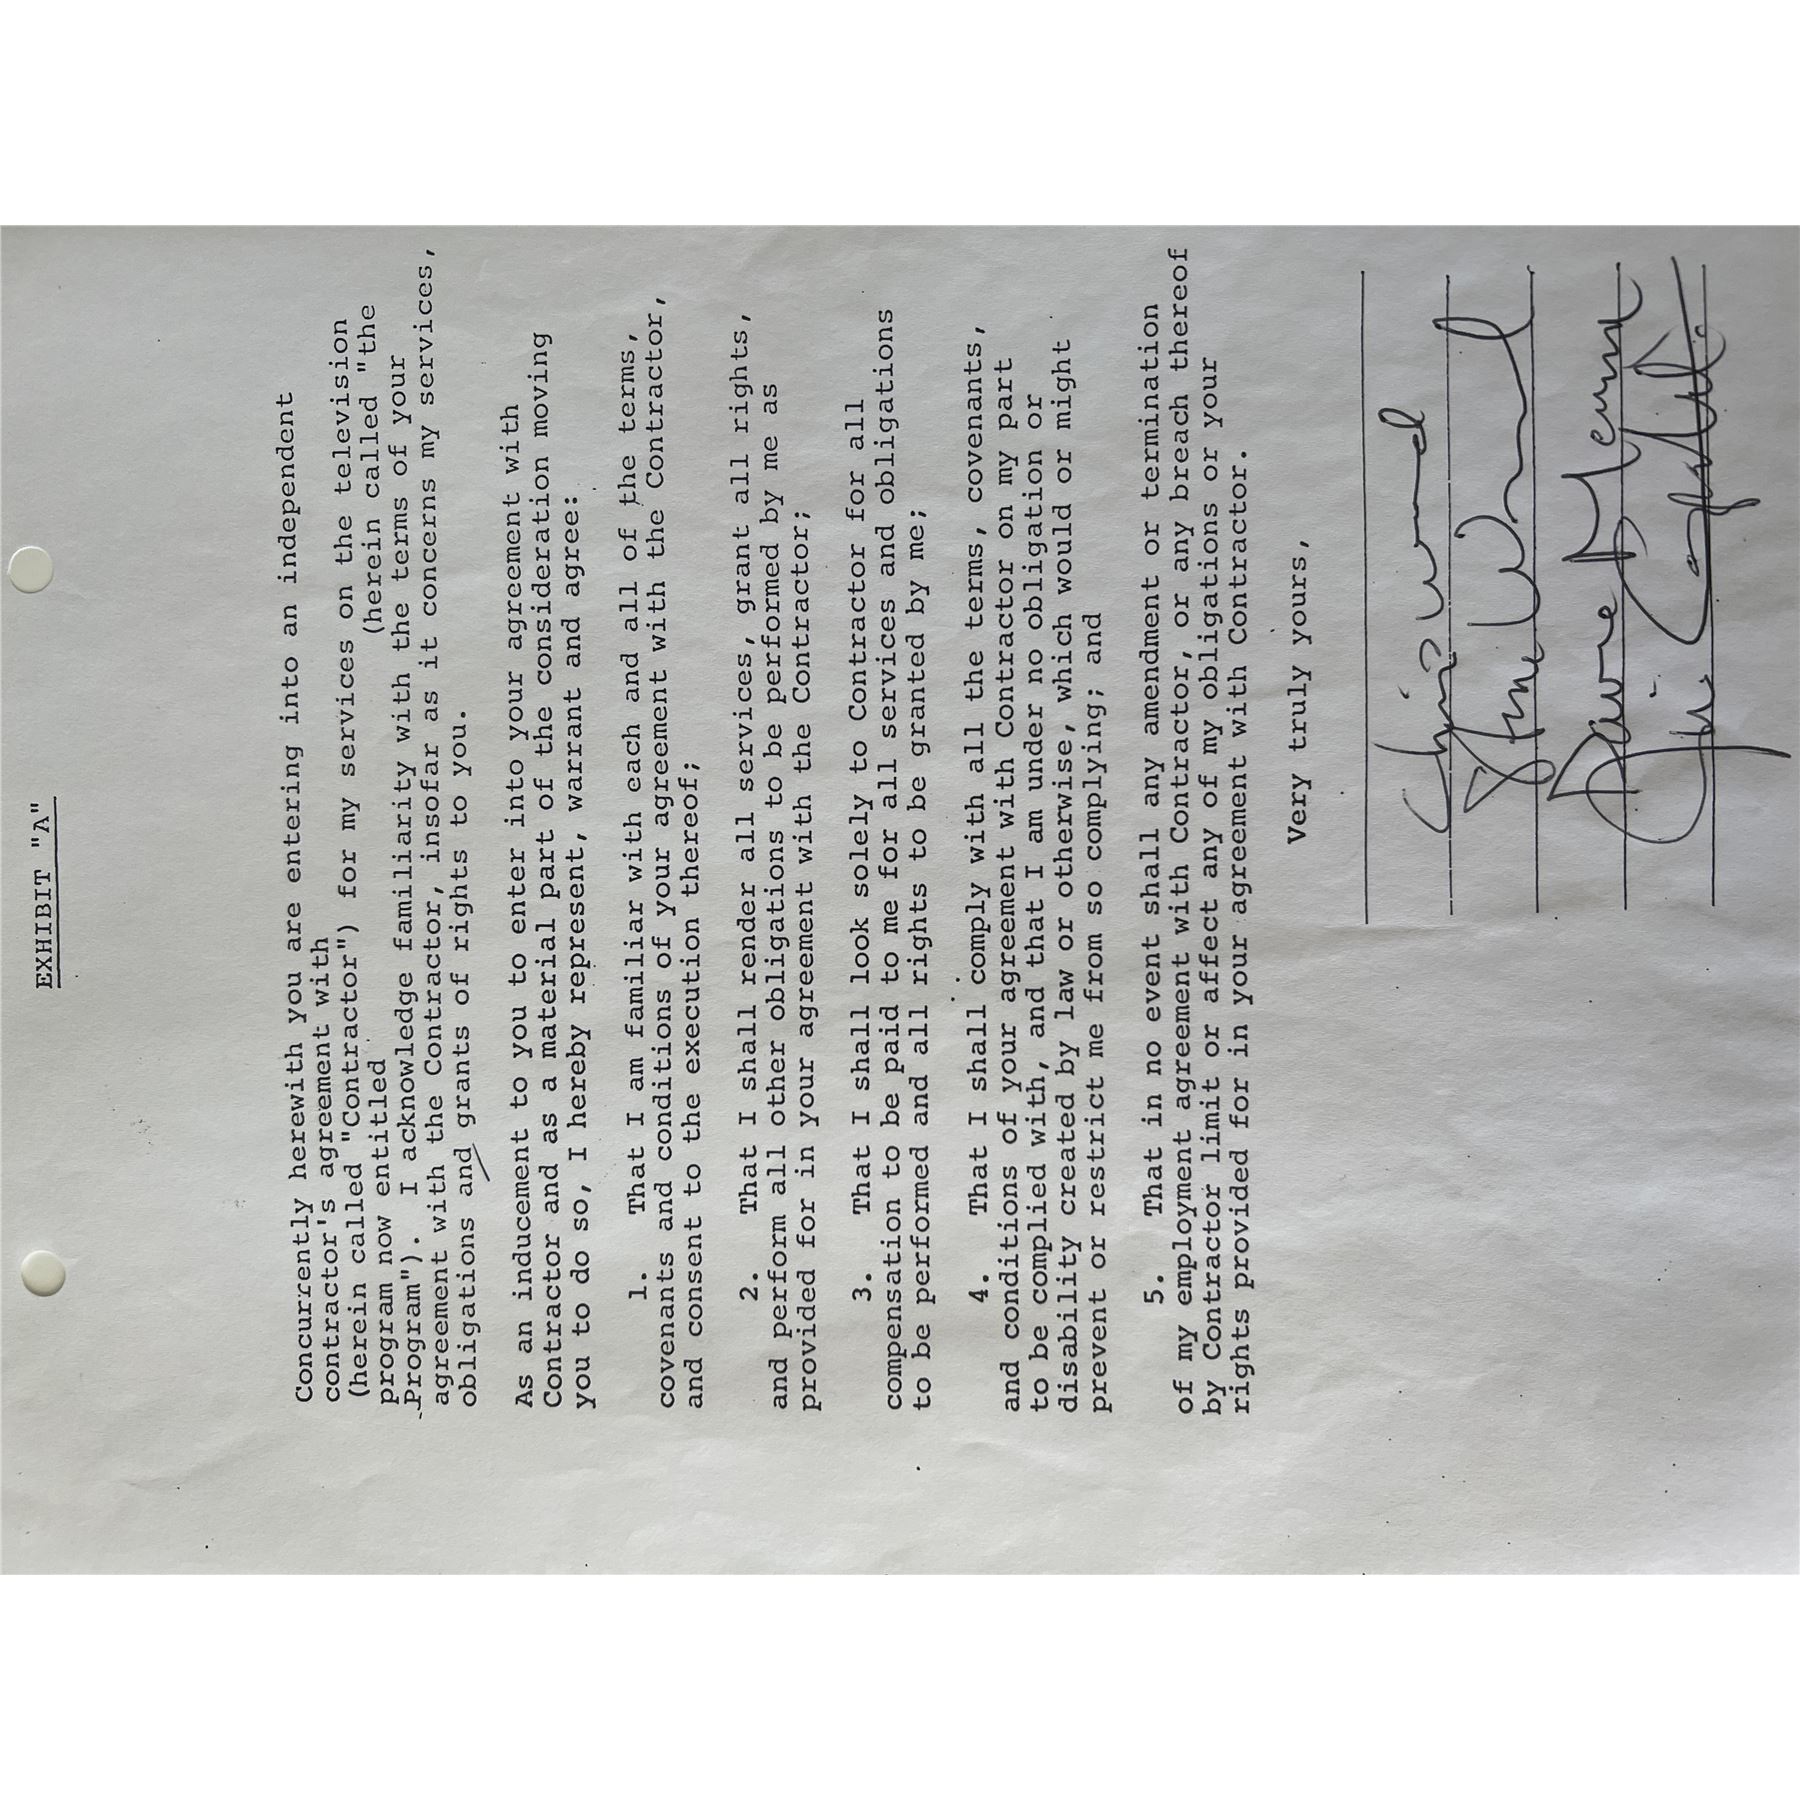 EXHIBIT "A"
Concurrently herewith you are entering into an independent
contractor's agreement with
(herein called "Contractor") for my services on the television
program now entitled (herein called "the
Program"). I acknowledge familiarity with the terms of your
agreement with the Contractor, insofar as it concerns my services,
obligations and grants of rights to you.
As an inducement to you to enter into your agreement with
Contractor and as a material part of the consideration moving
you to do so, I hereby represent, warrant and agree:
1. That I am familiar with each and all of the terms,
covenants and conditions of your agreement with the Contractor,
and consent to the execution thereof;
2. That I shall render all services, grant all rights,
and perform all other obligations to be performed by me as
provided for in your agreement with the Contractor;
3. That I shall look solely to Contractor for all
compensation to be paid to me for all services and obligations
to be performed and all rights to be granted by me;
4. That I shall comply with all the terms, covenants,
and conditions of your agreement with Contractor on my part
to be complied with, and that I am under no obligation or
disability created by law or otherwise, which would or might
prevent or restrict me from so complying; and
5. That in no event shall any amendment or termination
of my employment agreement with Contractor, or any breach thereof
by Contractor limit or affect any of my obligations or your
rights provided for in your agreement with Contractor.
Very truly yours,
Chris Wood
Steve
Dave
Jim